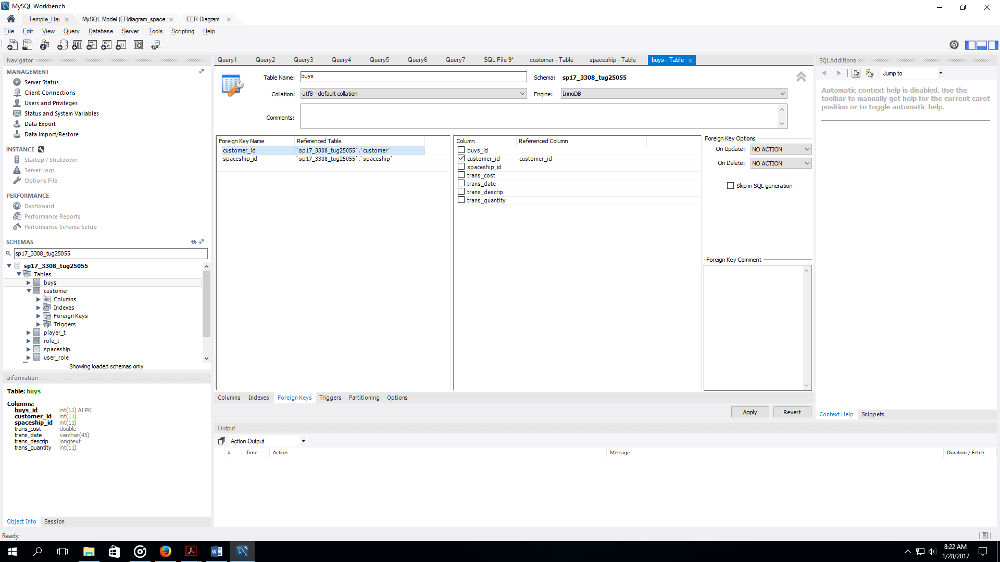 MySQL Workbench
Temple_Hai
MySQL Model (ERdiagram_space..
EER Diagram
File Edit View Query Database Server Tools Scripting Help
Navigator
MANAGEMENT
Server Status
Client Connections
Users and Privileges
Status and System Variables
Data Export
Data Import/Restore
INSTANCE
Startup / Shutdown
Server Logs
Options File
PERFORMANCE
Dashboard
Performance Reports
Performance Schema Setup
SCHEMAS
sp17_3308_tug25055
sp17_3308_tug25055
Tables
buys
customer
Columns
Indexes
Foreign Keys
Triggers
player_t
role_t
spaceship
user_role
Showing loaded schemas only
Information
Table: buys
Columns:
buys_id int(11) AI PK
customer_id int(11)
spaceship_id int(11)
trans_cost double
trans_date varchar(45)
trans_descrip longtext
trans_quantity int(11)
Object Info Session
Query1 Query2 Query3 Query4 Query5 Query6 Query7 SQL File 9* customer - Table spaceship - Table buys - Table
Table Name: buys Schema: sp17_3308_tug25055
Collation: utf8 - default collation Engine: InnoDB
Comments:
Foreign Key Name Referenced Table
customer_id `sp17_3308_tug25055`.`customer`
spaceship_id `sp17_3308_tug25055`.`spaceship`
Column Referenced Column
buys_id
customer_id customer_id
spaceship_id
trans_cost
trans_date
trans_descrip
trans_quantity
Foreign Key Options
On Update: NO ACTION
On Delete: NO ACTION
Skip in SQL generation
Foreign Key Comment
Columns Indexes Foreign Keys Triggers Partitioning Options
Apply Revert
SQLAdditions
Jump to
Automatic context help is disabled. Use the
toolbar to manually get help for the current caret
position or to toggle automatic help.
Context Help Snippets
Output
Action Output
# Time Action Message Duration / Fetch
Ready
8:22 AM
1/28/2017